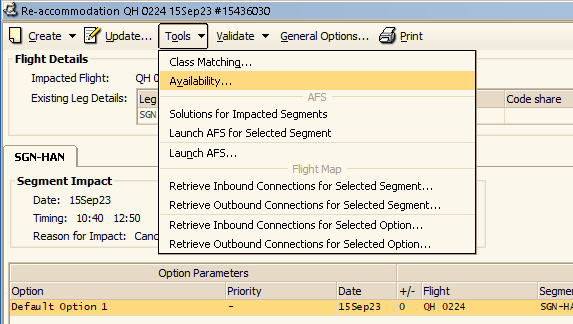 Re-accommodation QH 0224 15Sep23 #15436030
Create Update... Tools Validate General Options... Print
Flight Details
Impacted Flight: QH
Existing Leg Details: Leg
Code share
SGN-
Class Matching...
Availability...
AFS
Solutions for Impacted Segments
Launch AFS for Selected Segment
Launch AFS...
Flight Map
Retrieve Inbound Connections for Selected Segment...
Retrieve Outbound Connections for Selected Segment...
Retrieve Inbound Connections for Selected Option...
Retrieve Outbound Connections for Selected Option...
SGN-HAN
Segment Impact
Date: 15Sep23
Timing: 10:40 12:50
Reason for Impact: Canc
Option Parameters
Option Priority Date +/- Flight Segme
Default Option 1 - 15Sep23 0 QH 0224 SGN-HA